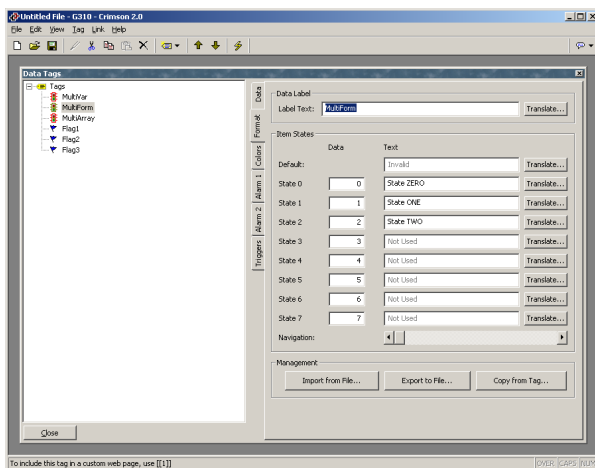 Untitled File - G310 - Crimson 2.0
File Edit View Tag Link Help
Data Tags
Tags
MultiVar
MultiForm
MultiArray
Flag1
Flag2
Flag3
Data
Format
Colors
Alarm 1
Alarm 2
Triggers
Data Label
Label Text: MultiForm Translate...
Item States
Data Text
Default: Invalid Translate...
State 0 0 State ZERO Translate...
State 1 1 State ONE Translate...
State 2 2 State TWO Translate...
State 3 3 Not Used Translate...
State 4 4 Not Used Translate...
State 5 5 Not Used Translate...
State 6 6 Not Used Translate...
State 7 7 Not Used Translate...
Navigation:
Management
Import from File... Export to File... Copy from Tag...
Close
To include this tag in a custom web page, use [[1]] OVER CAPS NUM